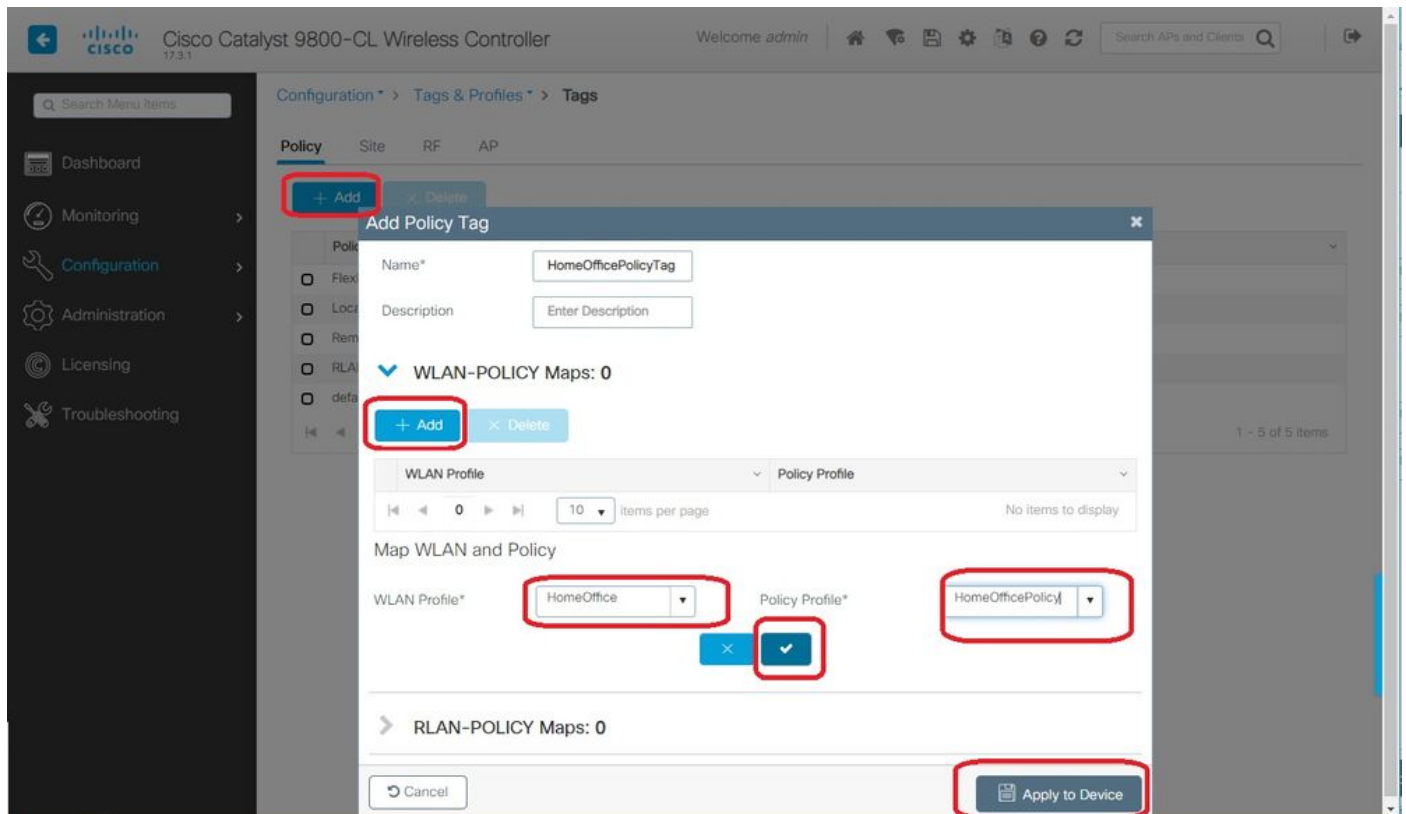 CISCO
Cisco Catalyst 9800-CL Wireless Controller
17.3.1
Welcome admin
Search APs and Clients
Search Menu Items
Dashboard
Monitoring
Configuration
Administration
Licensing
Troubleshooting
Configuration > Tags & Profiles > Tags
Policy Site RF AP
+ Add × Delete
Add Policy Tag
Name* HomeOfficePolicyTag
Description Enter Description
WLAN-POLICY Maps: 0
+ Add × Delete
WLAN Profile Policy Profile
0 10 items per page No items to display
Map WLAN and Policy
WLAN Profile* HomeOffice Policy Profile* HomeOfficePolicy
RLAN-POLICY Maps: 0
Cancel Apply to Device
1 - 5 of 5 items